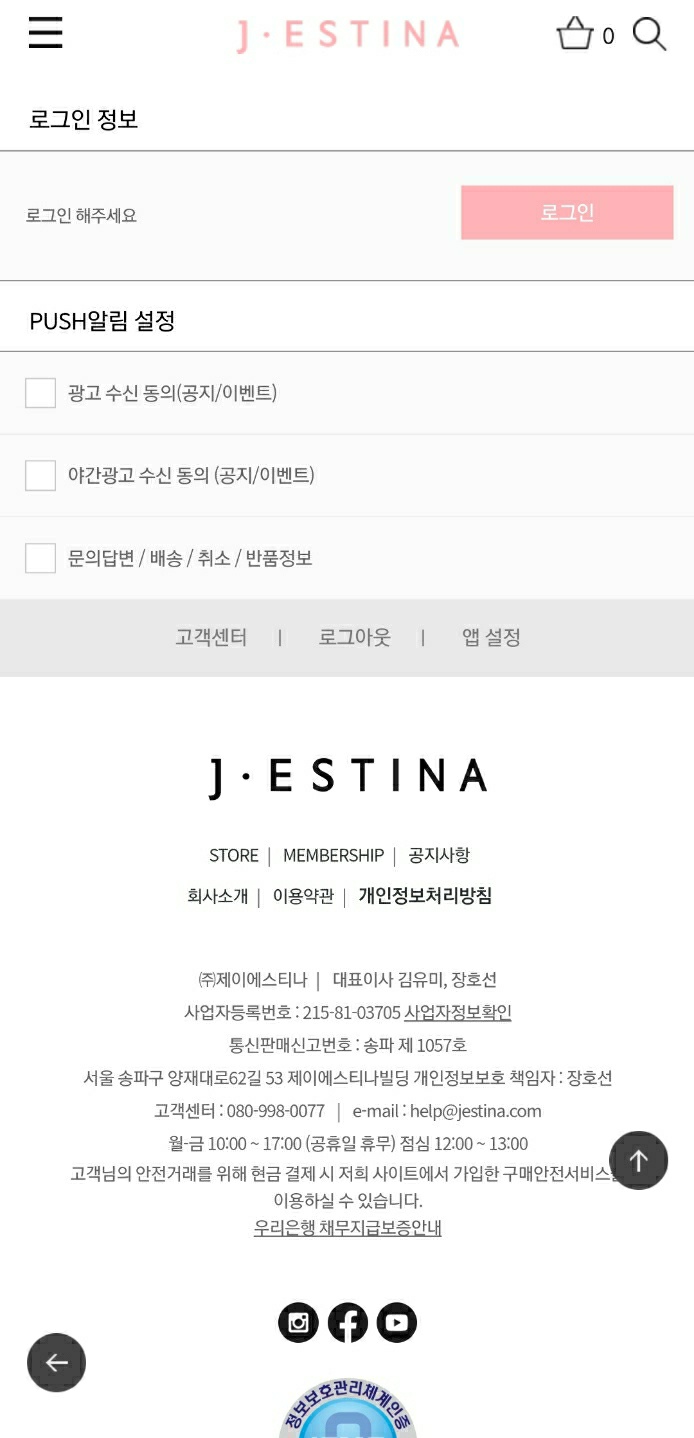 J·ESTINA
0
로그인 정보
로그인 해주세요
로그인
PUSH알림 설정
광고 수신 동의(공지/이벤트)
야간광고 수신 동의 (공지/이벤트)
문의답변 / 배송 / 취소 / 반품정보
고객센터 | 로그아웃 | 앱 설정
J·ESTINA
STORE | MEMBERSHIP | 공지사항
회사소개 | 이용약관 | 개인정보처리방침
㈜제이에스티나 | 대표이사 김유미, 장호선
사업자등록번호 : 215-81-03705 사업자정보확인
통신판매신고번호 : 송파 제 1057호
서울 송파구 양재대로62길 53 제이에스티나빌딩 개인정보보호 책임자 : 장호선
고객센터 : 080-998-0077 | e-mail : help@jestina.com
월-금 10:00 ~ 17:00 (공휴일 휴무) 점심 12:00 ~ 13:00
고객님의 안전거래를 위해 현금 결제 시 저희 사이트에서 가입한 구매안전서비스를
이용하실 수 있습니다.
우리은행 채무지급보증안내
정보보호관리체계인증